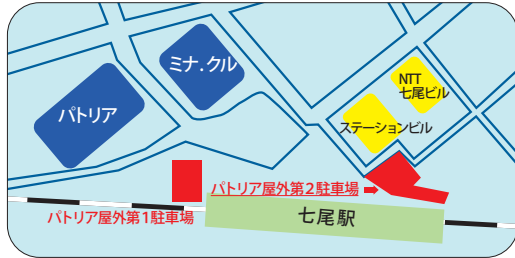 ミナ.クル
NTT
七尾ビル
パトリア
ステーションビル
パトリア屋外第2駐車場
パトリア屋外第1駐車場
七尾駅